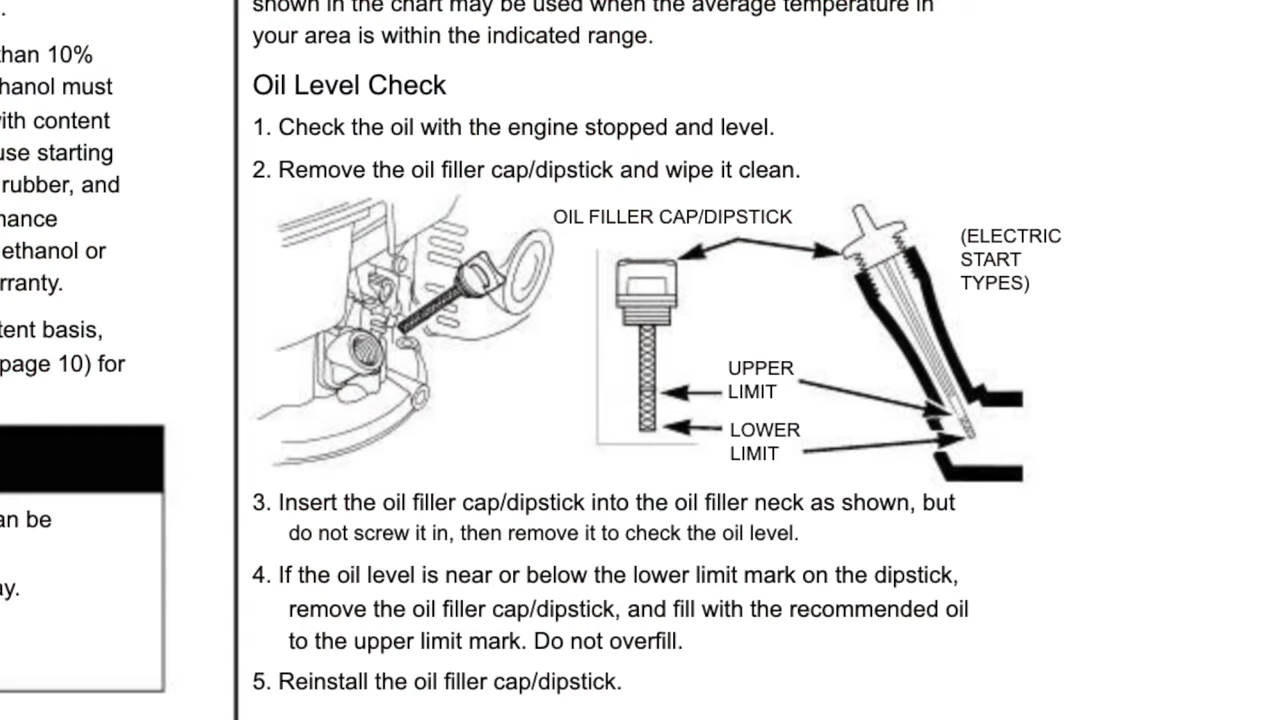 .
than 10%
hanol must
ith content
use starting
rubber, and
nance
ethanol or
rranty.
tent basis,
page 10) for
an be
ay.
shown in the chart may be used when the average temperature in
your area is within the indicated range.
Oil Level Check
1. Check the oil with the engine stopped and level.
2. Remove the oil filler cap/dipstick and wipe it clean.
OIL FILLER CAP/DIPSTICK
(ELECTRIC
START
TYPES)
UPPER
LIMIT
LOWER
LIMIT
3. Insert the oil filler cap/dipstick into the oil filler neck as shown, but
do not screw it in, then remove it to check the oil level.
4. If the oil level is near or below the lower limit mark on the dipstick,
remove the oil filler cap/dipstick, and fill with the recommended oil
to the upper limit mark. Do not overfill.
5. Reinstall the oil filler cap/dipstick.